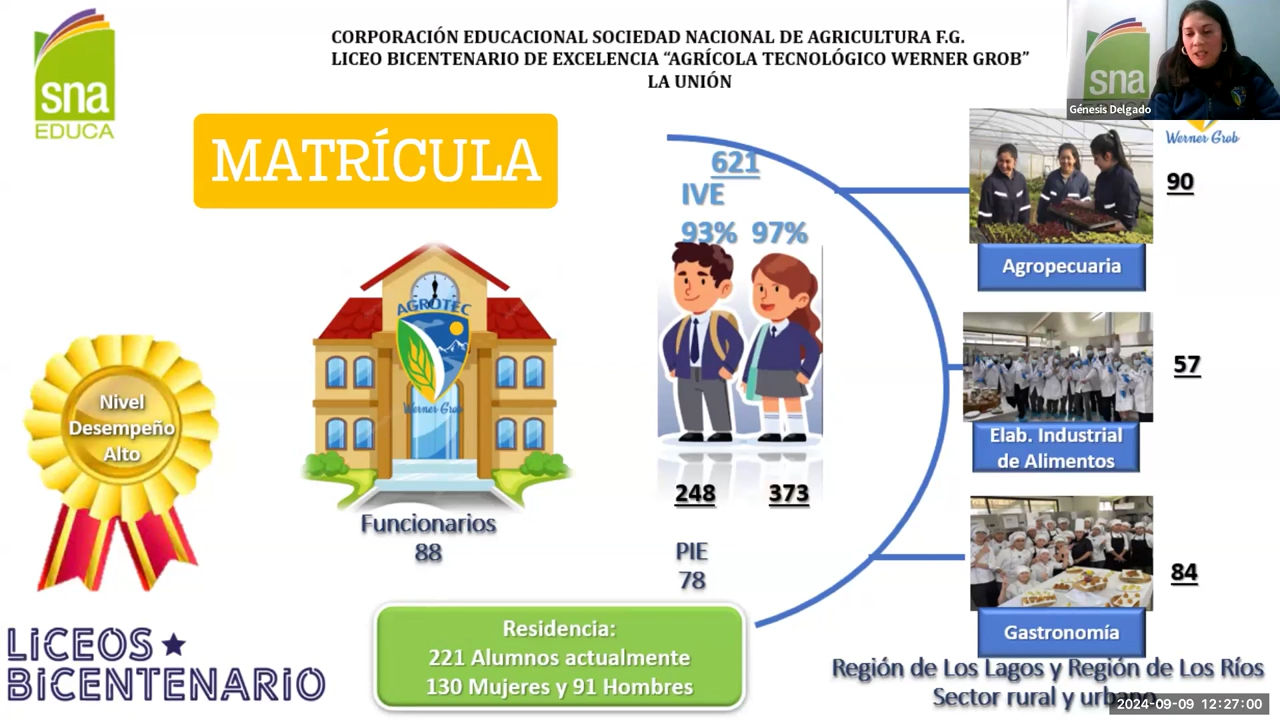 sna
EDUCA
CORPORACIÓN EDUCACIONAL SOCIEDAD NACIONAL DE AGRICULTURA F.G.
LICEO BICENTENARIO DE EXCELENCIA “AGRÍCOLA TECNOLÓGICO WERNER GROB”
LA UNIÓN
sna
Génesis Delgado
Werner Grob
MATRÍCULA
621
IVE
93% 97%
90
Agropecuaria
AGROTEC
Werner Grob
Nivel
Desempeño
Alto
57
Elab. Industrial
de Alimentos
248 373
Funcionarios
88
PIE
78
84
Gastronomía
Residencia:
221 Alumnos actualmente
130 Mujeres y 91 Hombres
LICEOS
BICENTENARIO
Región de Los Lagos y Región de Los Ríos
Sector rural y urbano
2024-09-09 12:27:00